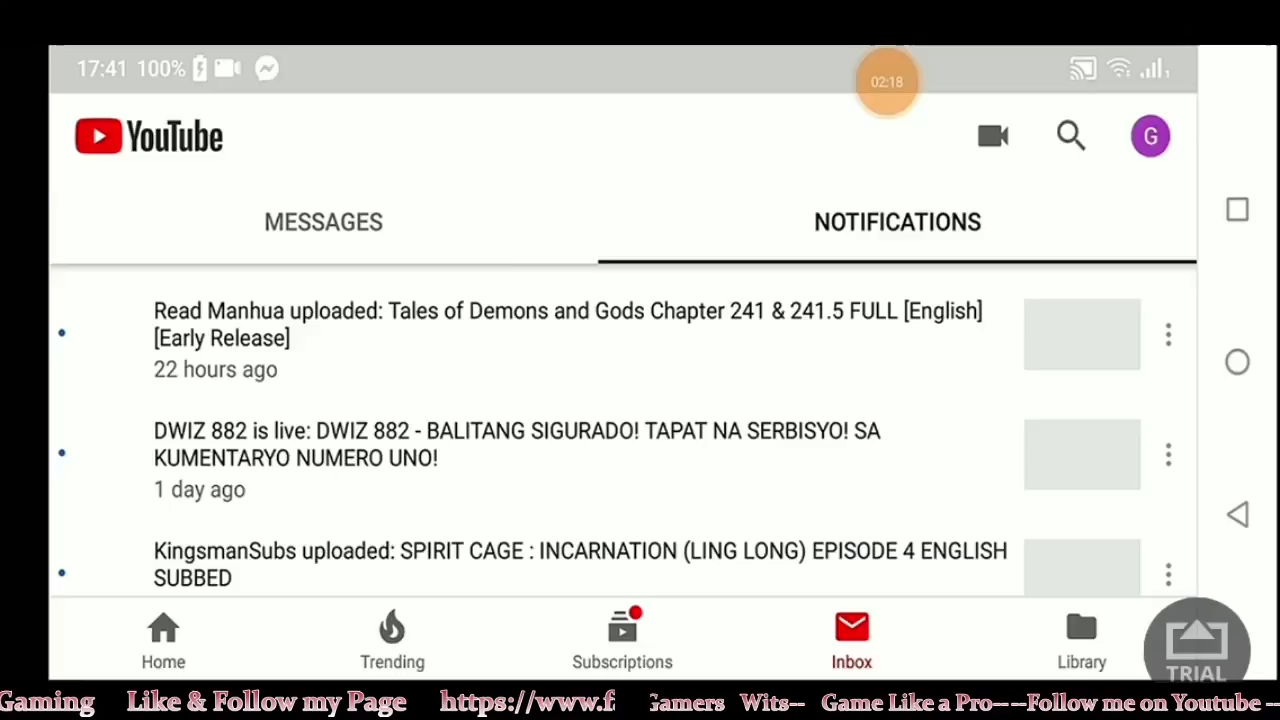 17:41 100%
02:18
YouTube
G
MESSAGES NOTIFICATIONS
Read Manhua uploaded: Tales of Demons and Gods Chapter 241 & 241.5 FULL [English]
[Early Release]
22 hours ago
DWIZ 882 is live: DWIZ 882 - BALITANG SIGURADO! TAPAT NA SERBISYO! SA
KUMENTARYO NUMERO UNO!
1 day ago
KingsmanSubs uploaded: SPIRIT CAGE : INCARNATION (LING LONG) EPISODE 4 ENGLISH
SUBBED
Home Trending Subscriptions Inbox Library
TRIAL
Gaming Like & Follow my Page https://www.f Gamers Wits-- Game Like a Pro----Follow me on Youtube --